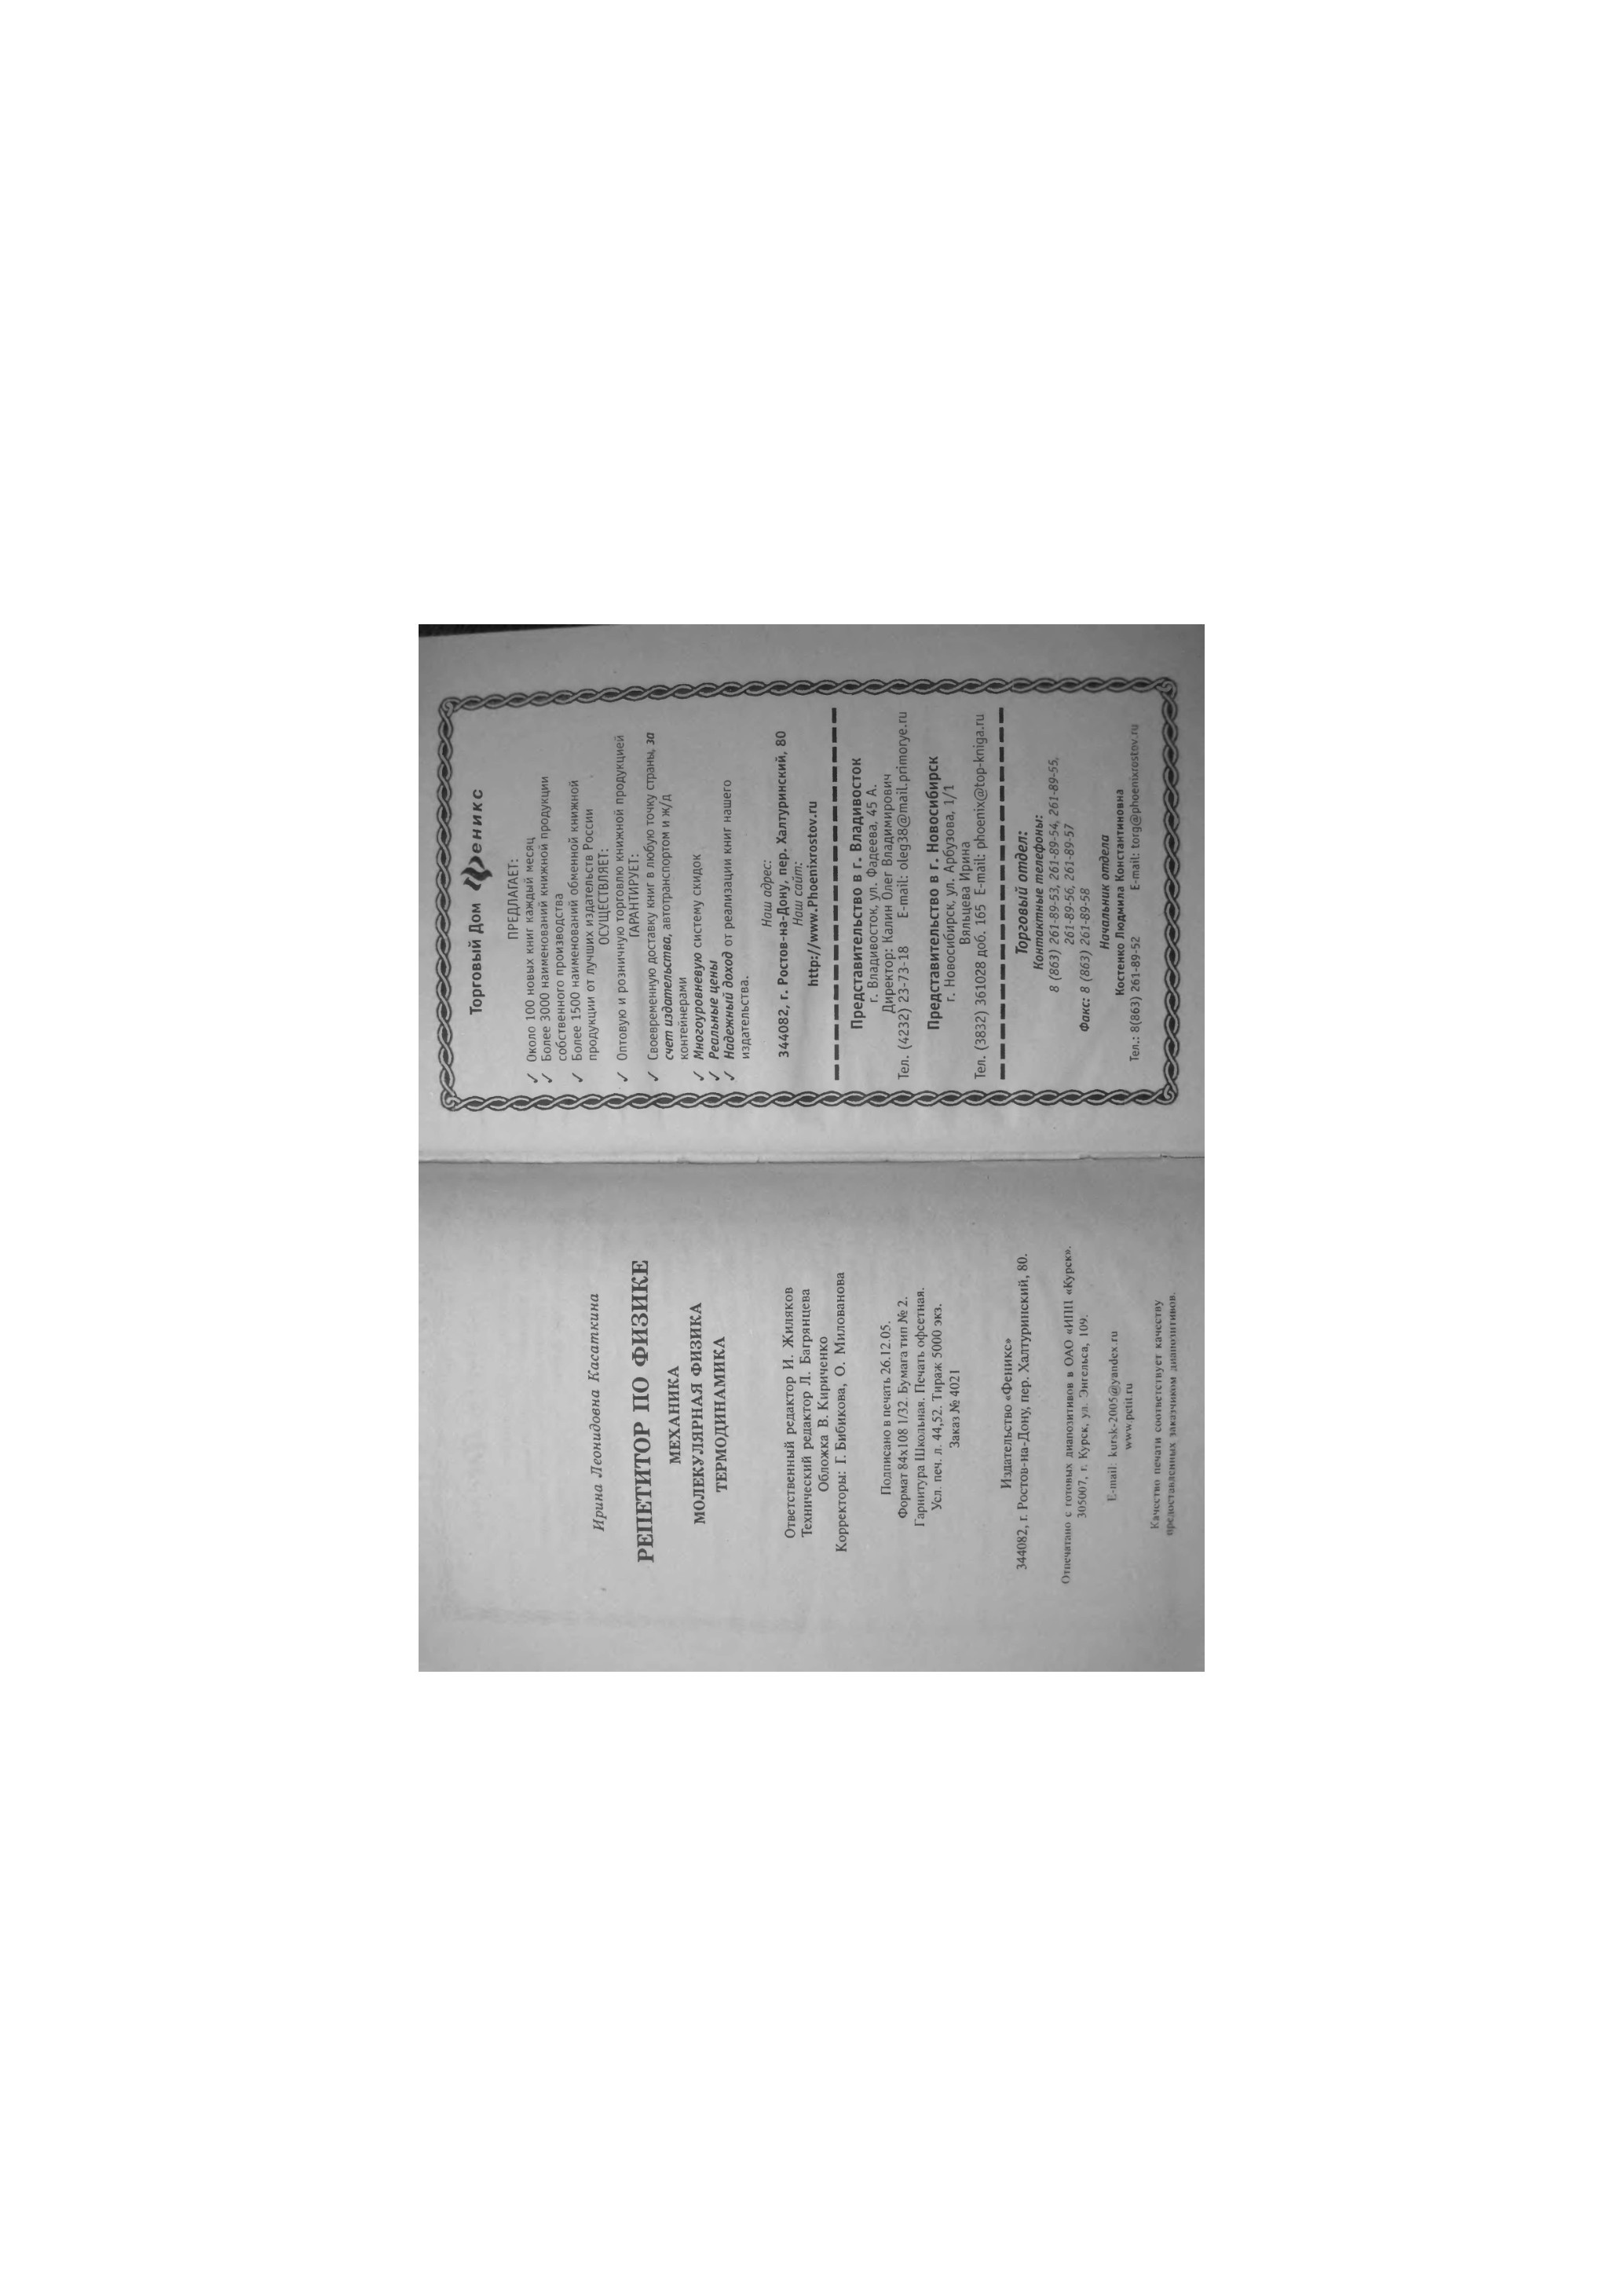 Ирина Леонидовна Касаткина
РЕПЕТИТОР ПО ФИЗИКЕ
МЕХАНИКА
МОЛЕКУЛЯРНАЯ ФИЗИКА
ТЕРМОДИНАМИКА
Ответственный редактор И. Жиляков
Технический редактор Л. Багрянцева
Обложка В. Кириченко
Корректоры: Г. Бибикова, О. Милованова
Подписано в печать 26.12.05.
Формат 84x108 1/32. Бумага тип № 2.
Гарнитура Школьная. Печать офсетная.
Усл. печ. л. 44,52. Тираж 5000 экз.
Заказ № 4021
Издательство «Феникс»
344082, г. Ростов-на-Дону, пер. Халтуринский, 80.
Отпечатано с готовых диапозитивов в ОАО «ИПП «Курск».
305007, г. Курск, ул. Энгельса, 109.
E-mail: kursk-2005@yandex.ru
www.petit.ru
Качество печати соответствует качеству
предоставленных заказчиком диапозитивов.
Торговый Дом Феникс
ПРЕДЛАГАЕТ:
✓ Около 100 новых книг каждый месяц
✓ Более 3000 наименований книжной продукции
собственного производства
✓ Более 1500 наименований обменной книжной
продукции от лучших издательств России
ОСУЩЕСТВЛЯЕТ:
✓ Оптовую и розничную торговлю книжной продукцией
ГАРАНТИРУЕТ:
✓ Своевременную доставку книг в любую точку страны, за
счет издательства, автотранспортом и ж/д
контейнерами
✓ Многоуровневую систему скидок
✓ Реальные цены
✓ Надежный доход от реализации книг нашего
издательства.
Наш адрес:
344082, г. Ростов-на-Дону, пер. Халтуринский, 80
Наш сайт:
http://www.Phoenixrostov.ru
Представительство в г. Владивосток
г. Владивосток, ул. Фадеева, 45 А.
Директор: Калин Олег Владимирович
Тел. (4232) 23-73-18 E-mail: oleg38@mail.primorye.ru
Представительство в г. Новосибирск
г. Новосибирск, ул. Арбузова, 1/1
Вяльцева Ирина
Тел. (3832) 361028 доб. 165 E-mail: phoenix@top-kniga.ru
Торговый отдел:
Контактные телефоны:
8 (863) 261-89-53, 261-89-54, 261-89-55,
261-89-56, 261-89-57
Факс: 8 (863) 261-89-58
Начальник отдела
Костенко Людмила Константиновна
Тел.: 8(863) 261-89-52 E-mail: torg@phoenixrostov.ru